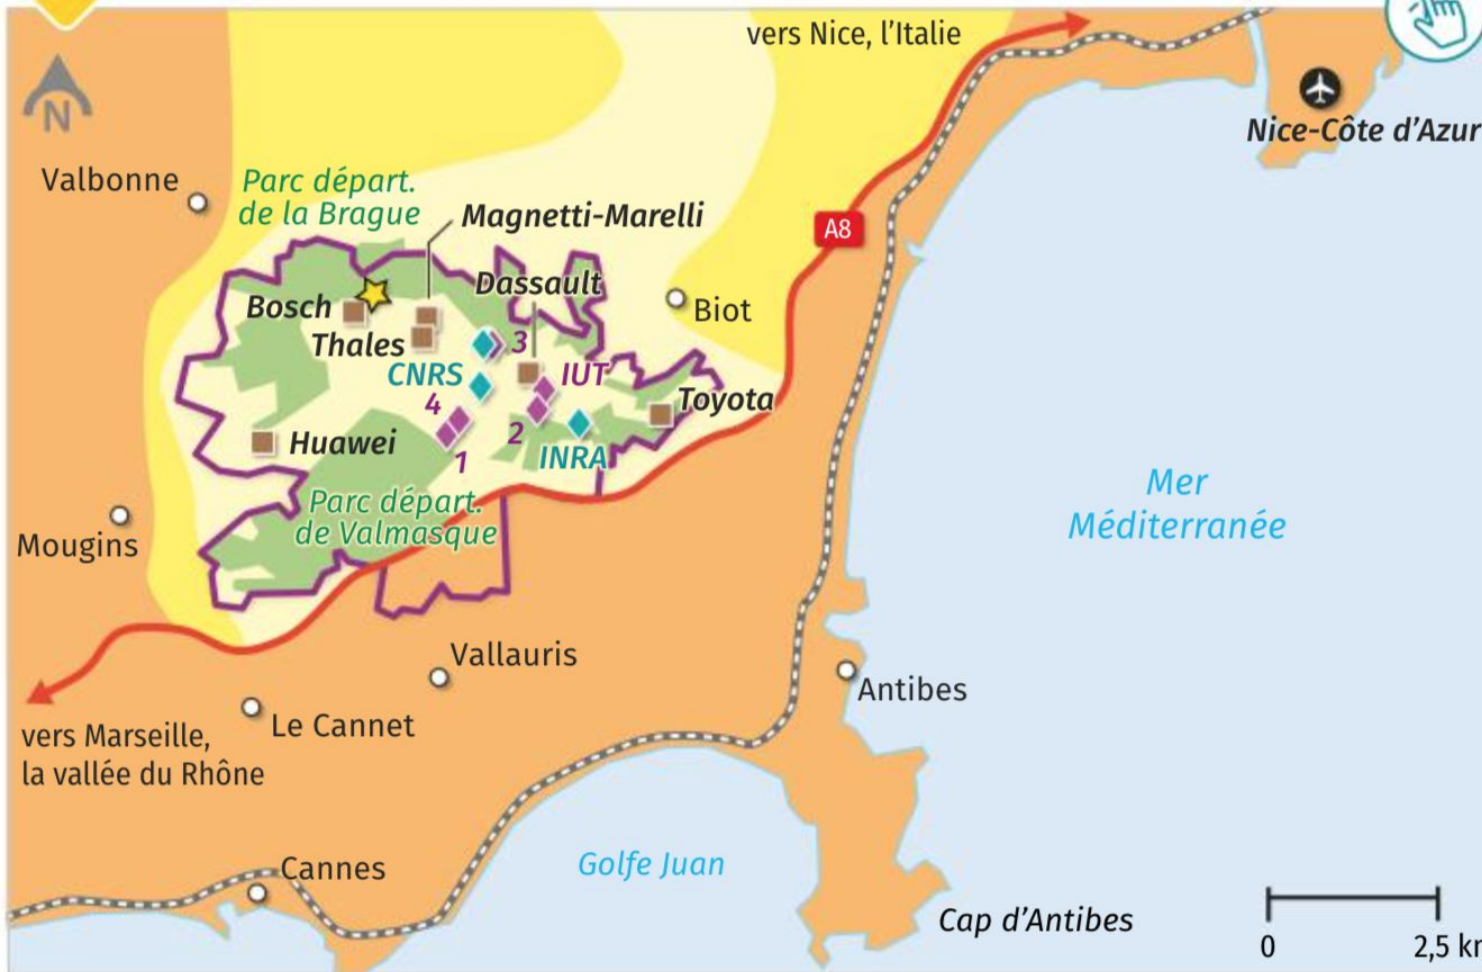 vers Nice, l'Italie
N
Nice-Côte d'Azur
Valbonne
Parc départ.
de la Brague
Magnetti-Marelli
A8
Dassault
Bosch
Biot
Thales
3
CNRS
IUT
4
Toyota
2
Huawei
1
INRA
Parc départ.
de Valmasque
Mer
Méditerranée
Mougins
Vallauris
Antibes
Le Cannet
vers Marseille,
la vallée du Rhône
Cannes
Golfe Juan
Cap d'Antibes
0
2,5 km